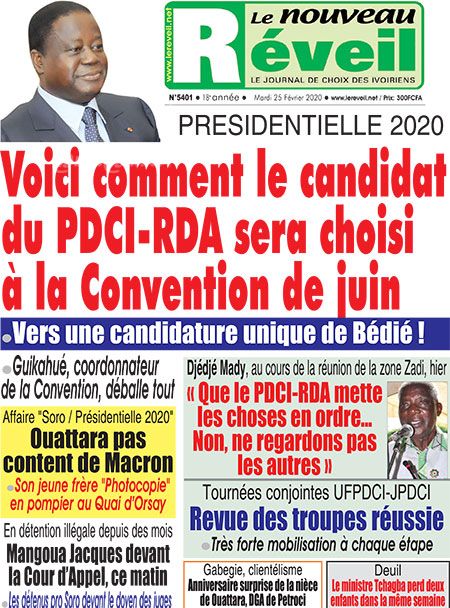 www.lereveil.net
Le nouveau
Réveil
LE JOURNAL DE CHOIX DES IVOIRIENS
N°5401 • 18e année • Mardi 25 Février 2020 • www.lereveil.net / Prix: 300FCFA
PRESIDENTIELLE 2020
Voici comment le candidat
du PDCI-RDA sera choisi
à la Convention de juin
•Vers une candidature unique de Bédié !
•Guikahué, coordonnateur
de la Convention, déballe tout
Affaire "Soro / Présidentielle 2020"
Ouattara pas
content de Macron
•Son jeune frère "Photocopie"
en pompier au Quai d'Orsay
En détention illégale depuis des mois
Mangoua Jacques devant
la Cour d'Appel, ce matin
•Les détenus pro Soro devant le doyen des juges
Djédjé Mady, au cours de la réunion de la zone Zadi, hier
« Que le PDCI-RDA mette
les choses en ordre...
Non, ne regardons pas
les autres »
Tournées conjointes UFPDCI-JPDCI
Revue des troupes réussie
•Très forte mobilisation à chaque étape
Gabegie, clientélisme
Anniversaire surprise de la nièce
de Ouattara, DGA de Petroci
Deuil
Le ministre Tchagba perd deux
enfants dans la même semaine